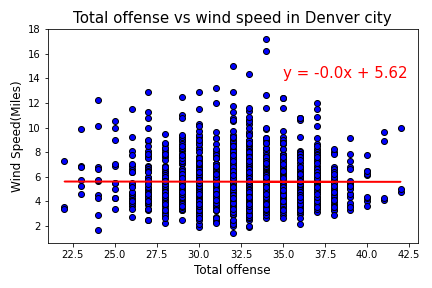 Total offense vs wind speed in Denver city
18
16
14
12
10
8
6
4
2
Wind Speed(Miles)
y = -0.0x + 5.62
22.5 25.0 27.5 30.0 32.5 35.0 37.5 40.0 42.5
Total offense